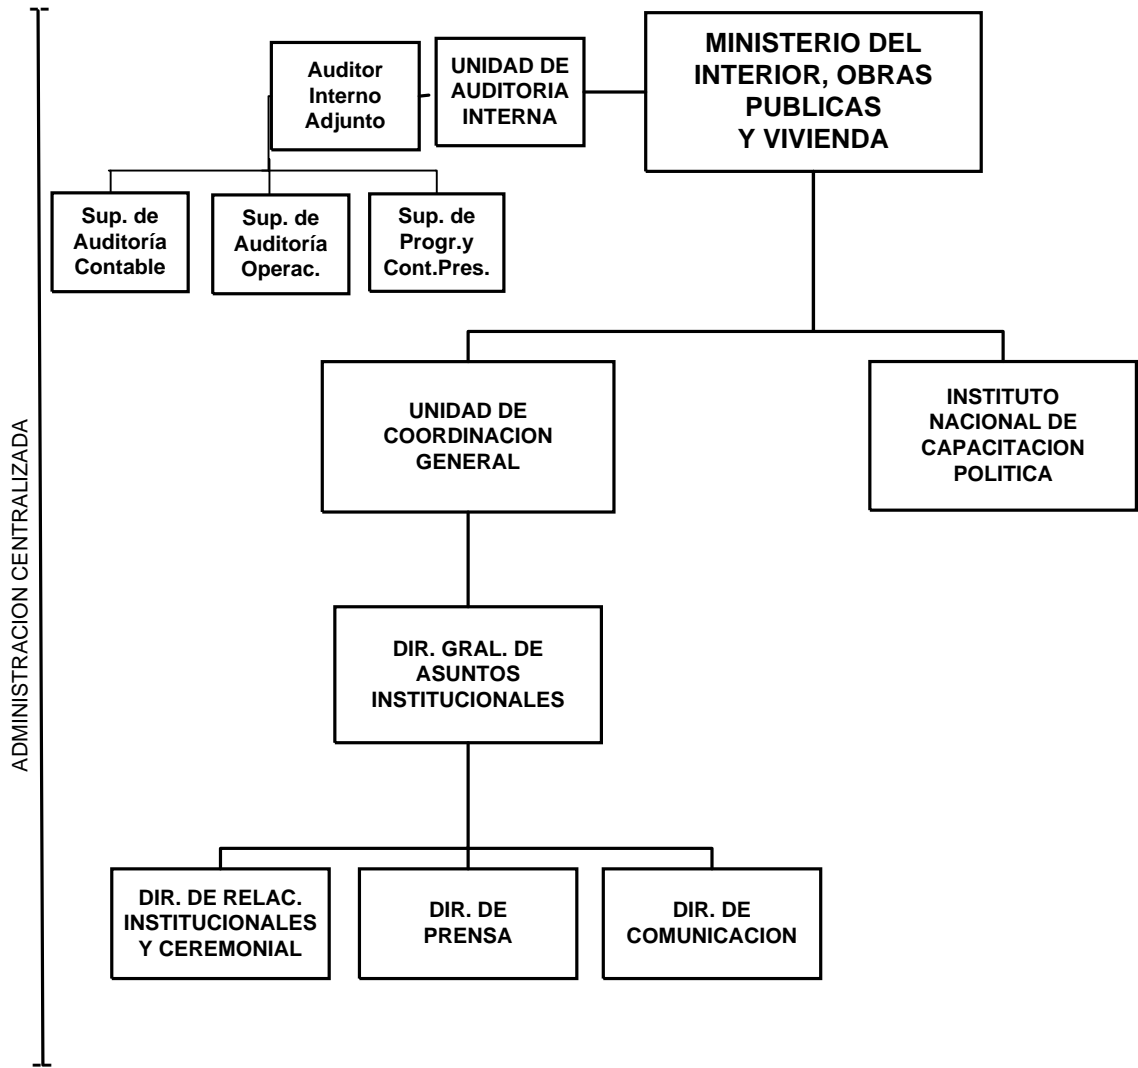 MINISTERIO DEL
INTERIOR, OBRAS
PUBLICAS
Y VIVIENDA
UNIDAD DE
AUDITORIA
INTERNA
Auditor
Interno
Adjunto
Sup. de
Auditoría
Contable
Sup. de
Auditoría
Operac.
Sup. de
Progr.y
Cont.Pres.
UNIDAD DE
COORDINACION
GENERAL
INSTITUTO
NACIONAL DE
CAPACITACION
POLITICA
DIR. GRAL. DE
ASUNTOS
INSTITUCIONALES
DIR. DE RELAC.
INSTITUCIONALES
Y CEREMONIAL
DIR. DE
PRENSA
DIR. DE
COMUNICACION
ADMINISTRACION CENTRALIZADA